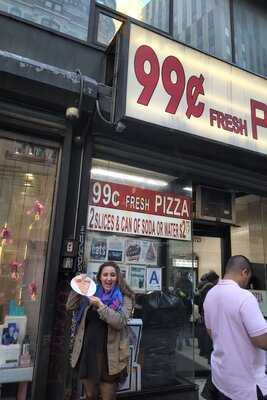 99¢ FRESH P
99¢ FRESH PIZZA
2 SLICES & CAN OF SODA OR WATER $2.75
A